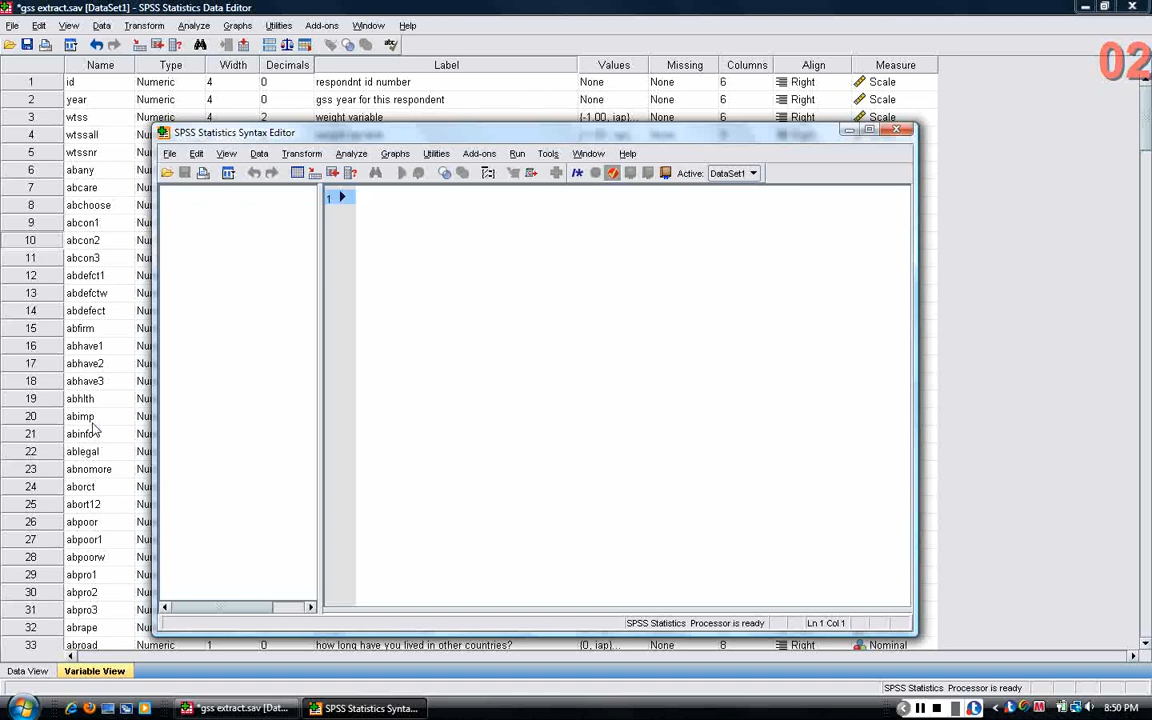 *gss extract.sav [DataSet1] - SPSS Statistics Data Editor
File Edit View Data Transform Analyze Graphs Utilities Add-ons Window Help
02
Name Type Width Decimals Label Values Missing Columns Align Measure
1 id Numeric 4 0 respondnt id number None None 6 Right Scale
2 year Numeric 4 0 gss year for this respondent None None 6 Right Scale
3 wtss Numeric 4 2 weight variable {-1.00, iap}... None 6 Right Scale
4 wtssall
5 wtssnr
6 abany
7 abcare
8 abchoose
9 abcon1
10 abcon2
11 abcon3
12 abdefct1
13 abdefctw
14 abdefect
15 abfirm
16 abhave1
17 abhave2
18 abhave3
19 abhlth
20 abimp
21 abinfo
22 ablegal
23 abnomore
24 aborct
25 abort12
26 abpoor
27 abpoor1
28 abpoorw
29 abpro1
30 abpro2
31 abpro3
32 abrape
33 abroad Numeric 1 0 how long have you lived in other countries? {0, iap}... None 8 Right Nominal
SPSS Statistics Syntax Editor
File Edit View Data Transform Analyze Graphs Utilities Add-ons Run Tools Window Help
Active: DataSet1
1
SPSS Statistics Processor is ready Ln 1 Col 1
Data View Variable View
SPSS Statistics Processor is ready
*gss extract.sav [Dat... SPSS Statistics Synta... 8:50 PM